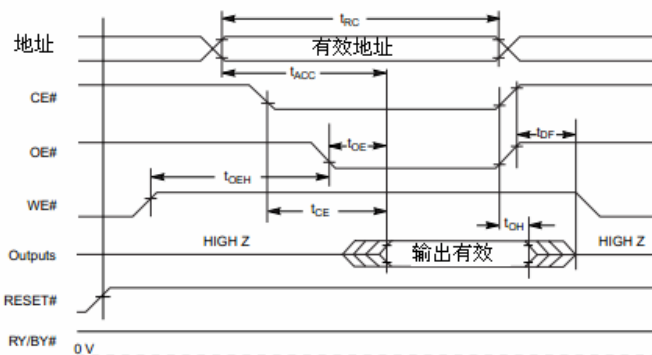 tRC
地址
有效地址
tACC
CE#
tOE
tDF
OE#
tOEH
WE#
tCE
tOH
HIGH Z
HIGH Z
Outputs
输出有效
RESET#
RY/BY#
0 V